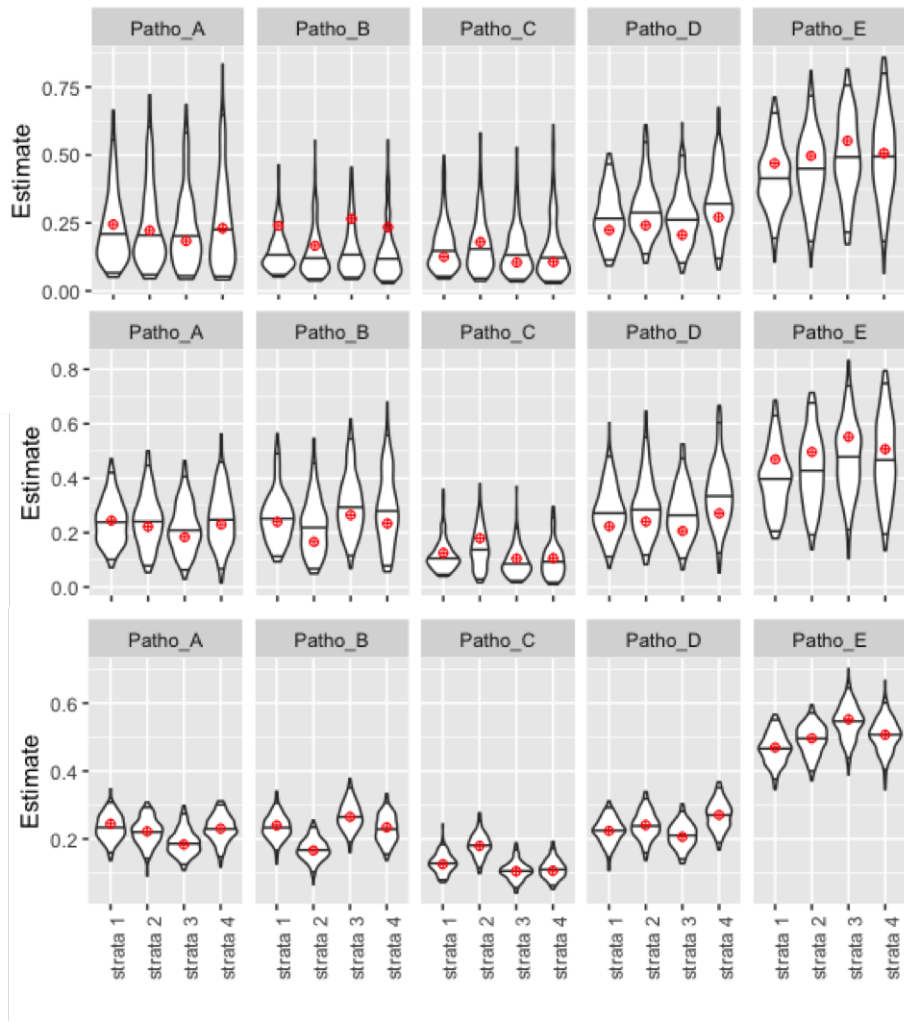 Patho_A Patho_B Patho_C Patho_D Patho_E
Estimate
0.75
0.50
0.25
0.00
Patho_A Patho_B Patho_C Patho_D Patho_E
Estimate
0.8
0.6
0.4
0.2
0.0
Patho_A Patho_B Patho_C Patho_D Patho_E
Estimate
0.6
0.4
0.2
strata 1 strata 2 strata 3 strata 4 strata 1 strata 2 strata 3 strata 4 strata 1 strata 2 strata 3 strata 4 strata 1 strata 2 strata 3 strata 4 strata 1 strata 2 strata 3 strata 4